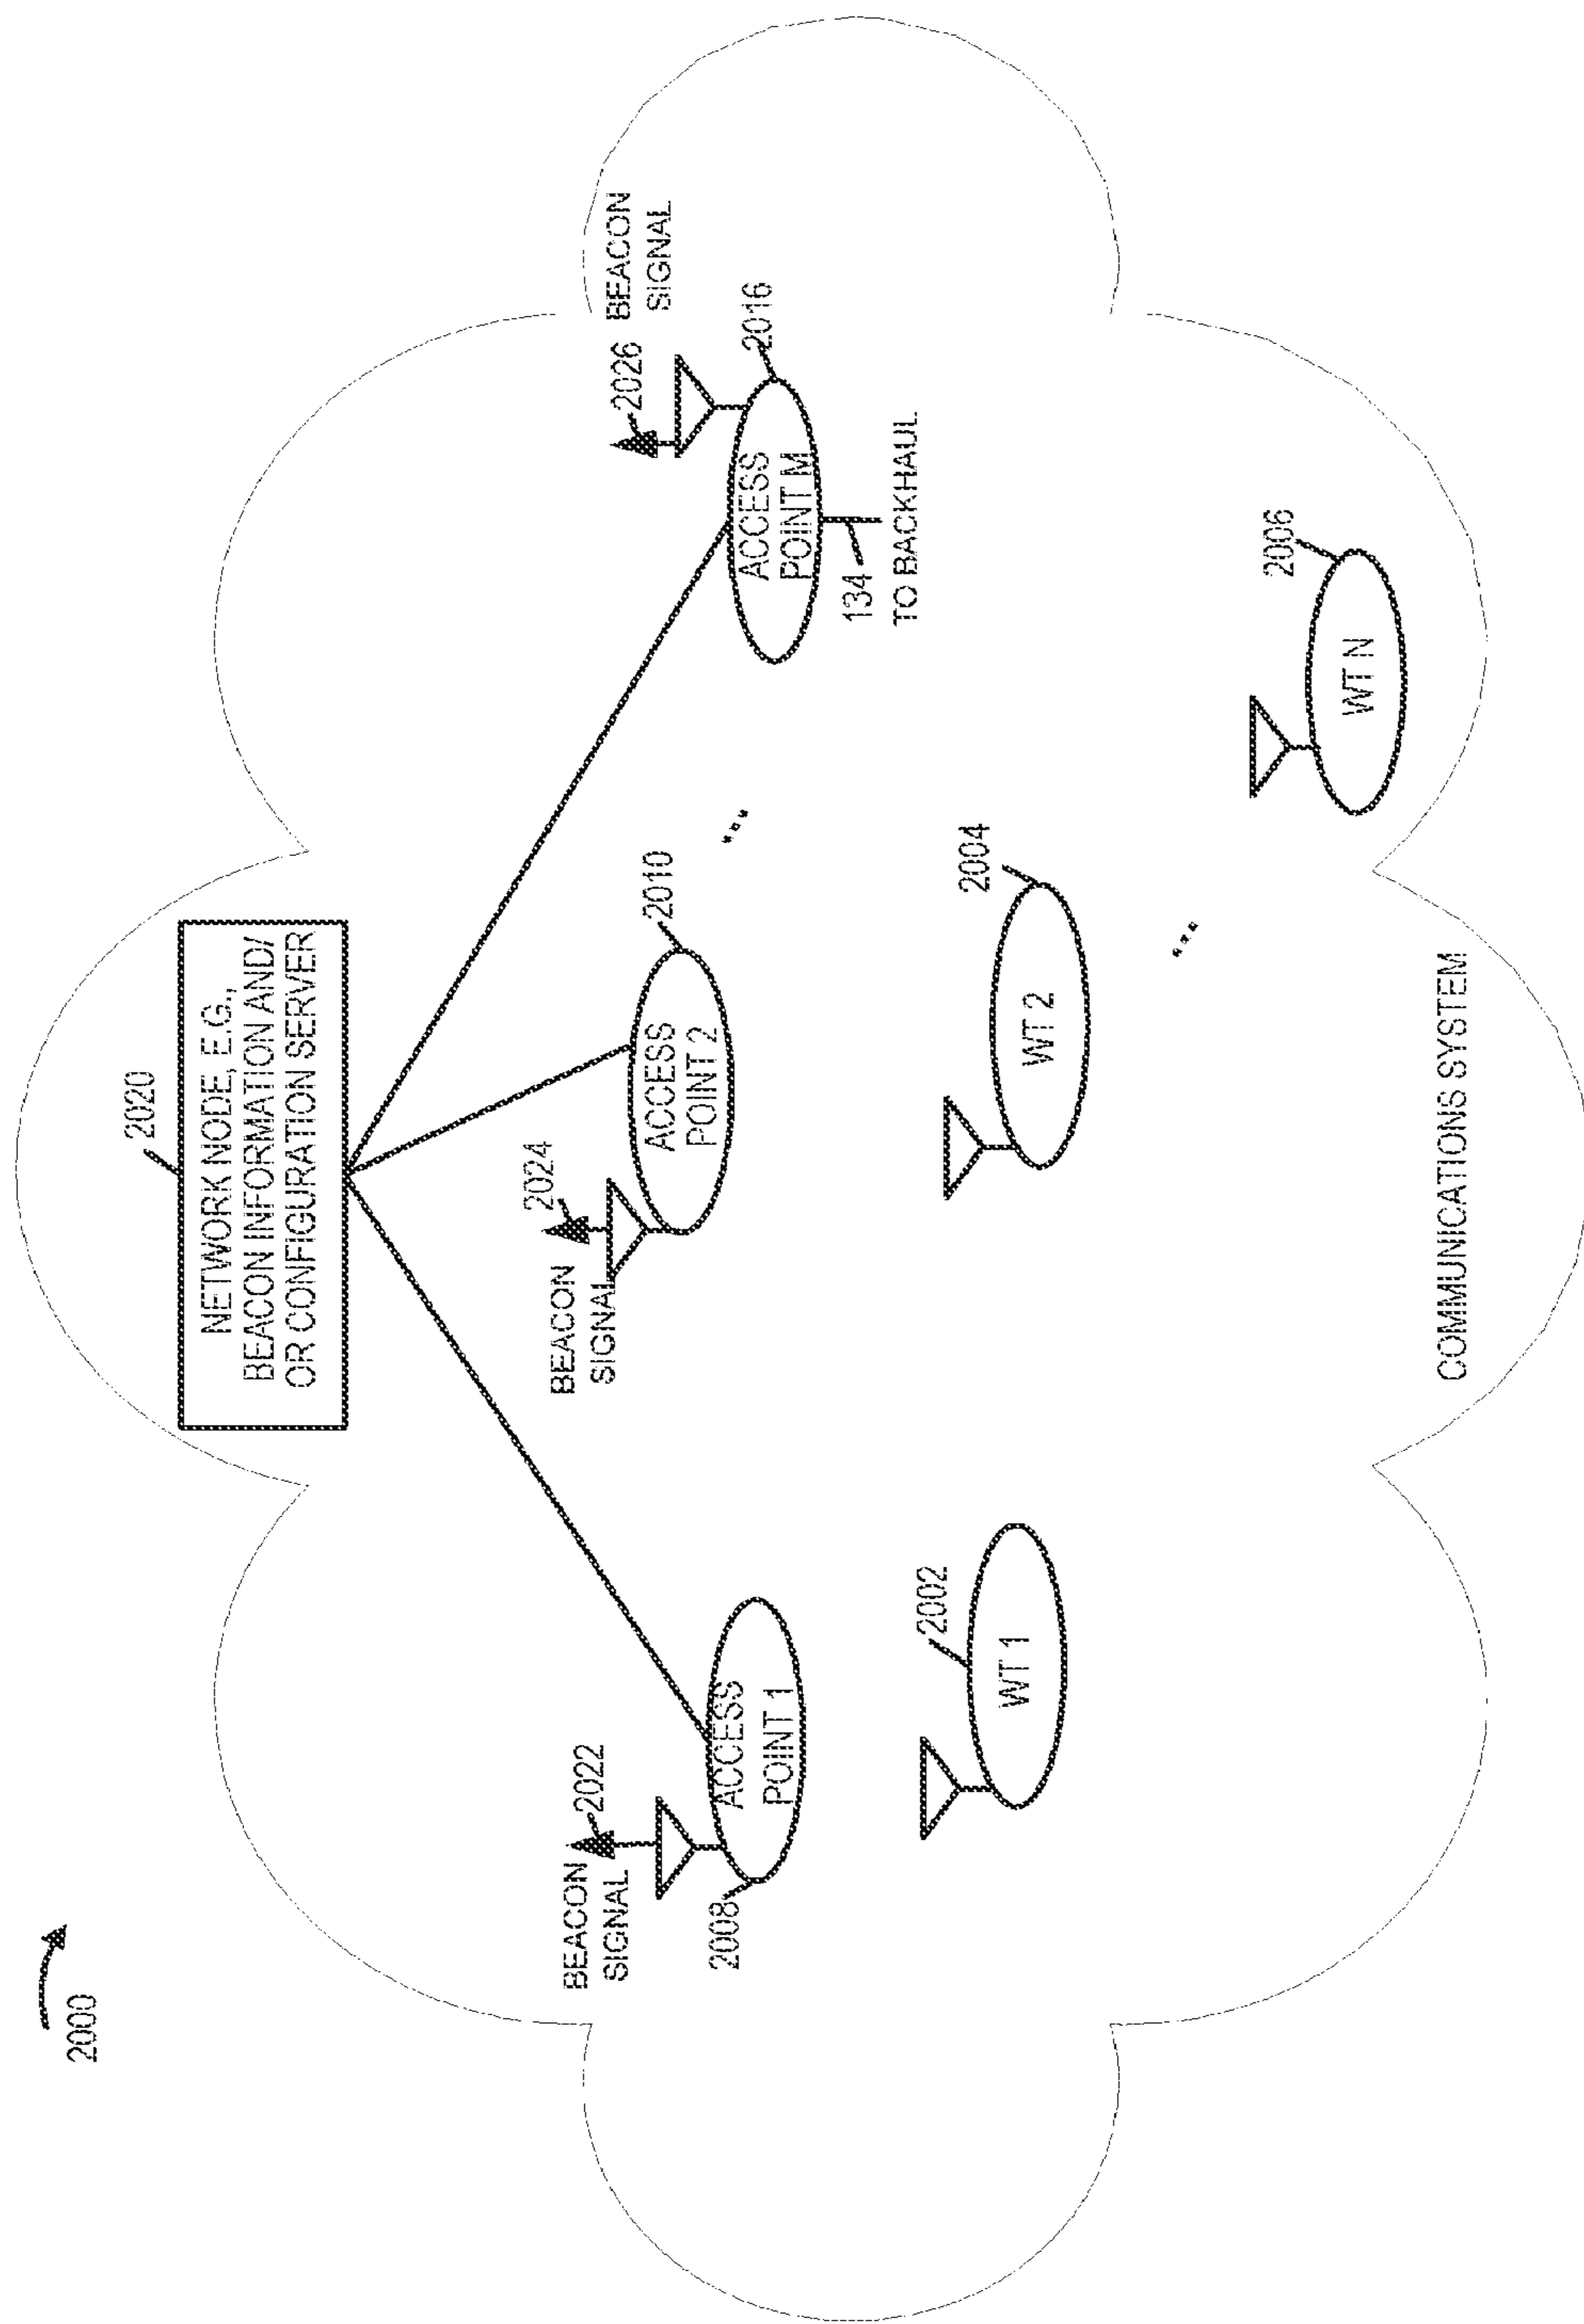 2000
2020
NETWORK NODE, E.G.,
BEACON INFORMATION AND/
OR CONFIGURATION SERVER
BEACON
SIGNAL
2022
2008
ACCESS
POINT 1
BEACON
SIGNAL
2024
2010
ACCESS
POINT 2
...
2026
BEACON
SIGNAL
2016
ACCESS
POINT M
134
TO BACKHAUL
2002
WT 1
2004
WT 2
...
2006
WT N
COMMUNICATIONS SYSTEM